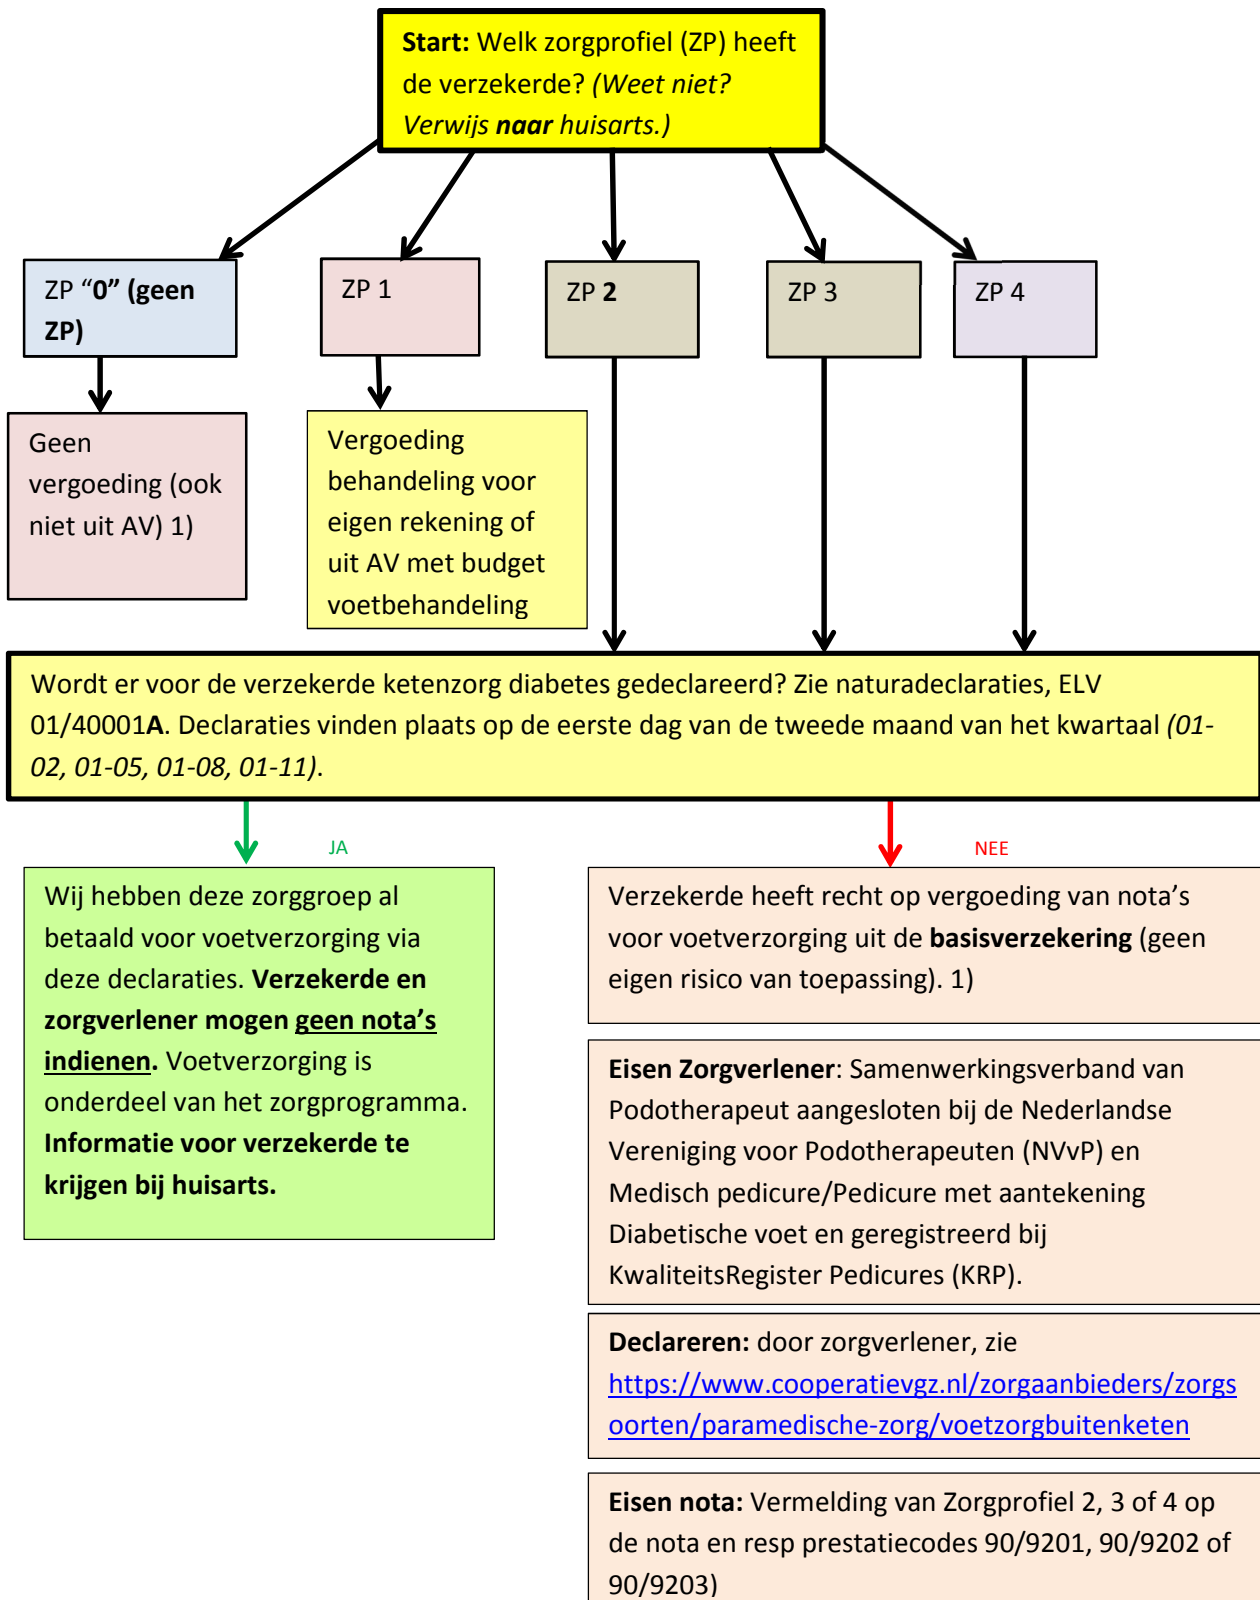 Start: Welk zorgprofiel (ZP) heeft
de verzekerde? (Weet niet?
Verwijs naar huisarts.)
ZP “0” (geen
ZP)
ZP 1
ZP 2
ZP 3
ZP 4
Geen
vergoeding (ook
niet uit AV) 1)
Vergoeding
behandeling voor
eigen rekening of
uit AV met budget
voetbehandeling
Wordt er voor de verzekerde ketenzorg diabetes gedeclareerd? Zie naturadeclaraties, ELV
01/40001A. Declaraties vinden plaats op de eerste dag van de tweede maand van het kwartaal (01-
02, 01-05, 01-08, 01-11).
JA
NEE
Wij hebben deze zorggroep al
betaald voor voetverzorging via
deze declaraties. Verzekerde en
zorgverlener mogen geen nota’s
indienen. Voetverzorging is
onderdeel van het zorgprogramma.
Informatie voor verzekerde te
krijgen bij huisarts.
Verzekerde heeft recht op vergoeding van nota’s
voor voetverzorging uit de basisverzekering (geen
eigen risico van toepassing). 1)
Eisen Zorgverlener: Samenwerkingsverband van
Podotherapeut aangesloten bij de Nederlandse
Vereniging voor Podotherapeuten (NVvP) en
Medisch pedicure/Pedicure met aantekening
Diabetische voet en geregistreerd bij
KwaliteitsRegister Pedicures (KRP).
Declareren: door zorgverlener, zie
https://www.cooperatievgz.nl/zorgaanbieders/zorgs
oorten/paramedische-zorg/voetzorgbuitenketen
Eisen nota: Vermelding van Zorgprofiel 2, 3 of 4 op
de nota en resp prestatiecodes 90/9201, 90/9202 of
90/9203)